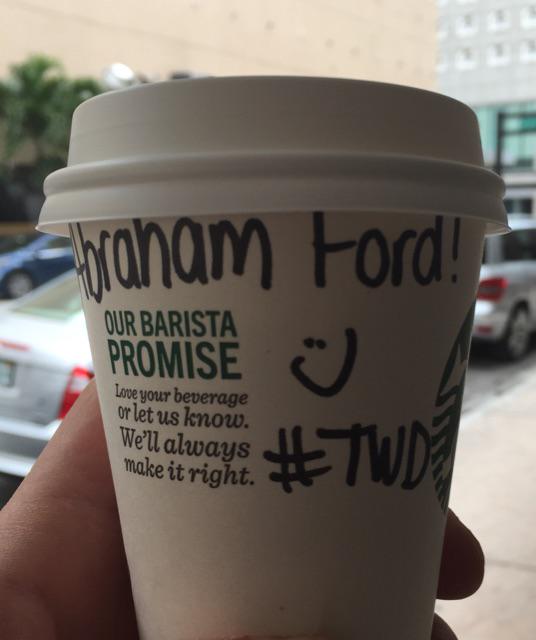 Abraham Ford!
OUR BARISTA
PROMISE
Love your beverage
or let us know.
We'll always
make it right.
#TWD